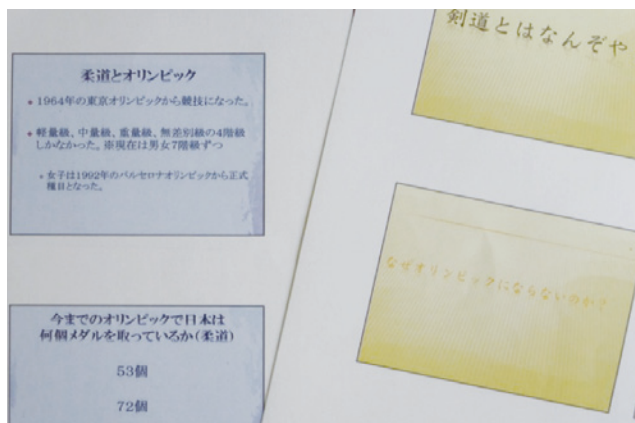 柔道とオリンピック
1964年の東京オリンピックから競技になった。
軽量級、中量級、重量級、無差別級の4階級
しかなかった。※現在は男女7階級ずつ
女子は1992年のバルセロナオリンピックから正式
種目となった。
今までのオリンピックで日本は
何個メダルを取っているか(柔道)
53個
72個
剣道とはなんぞや
なぜオリンピックにならないのか?